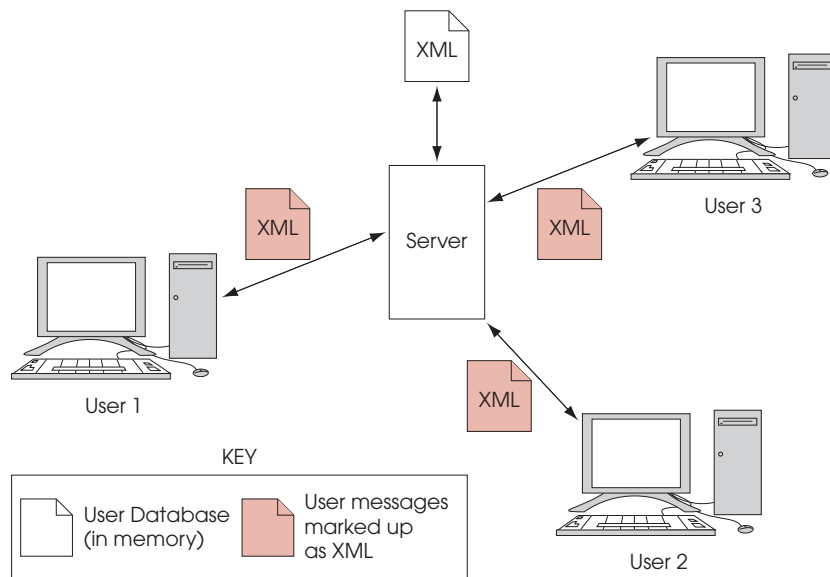 XML
User 3
XML
XML
Server
User 1
XML
User 2
KEY
User Database
(in memory)
User messages
marked up
as XML